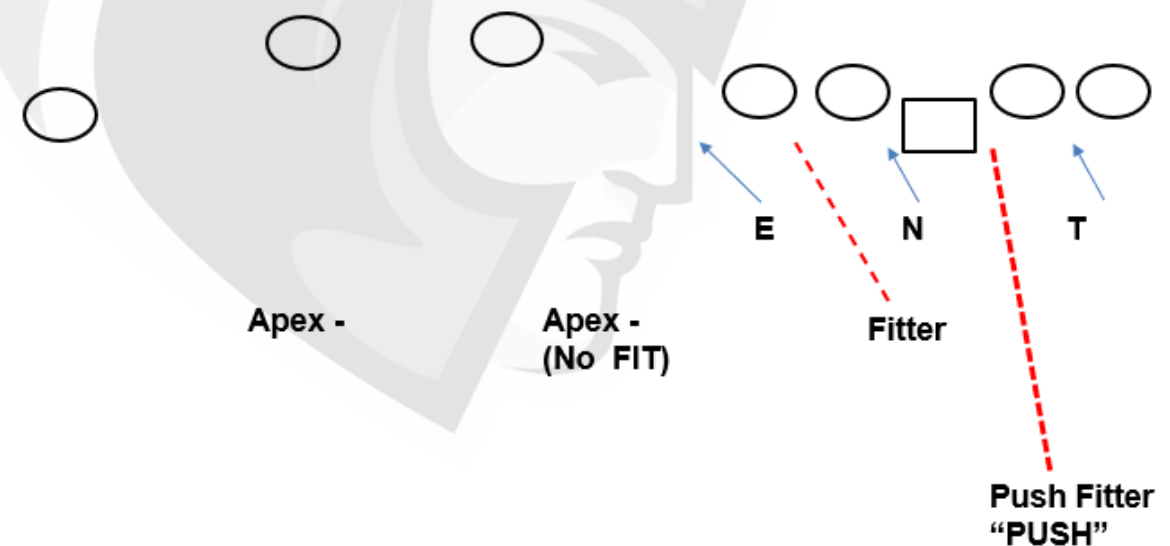 E
N
T
Apex -
Apex -
(No FIT)
Fitter
Push Fitter
“PUSH”